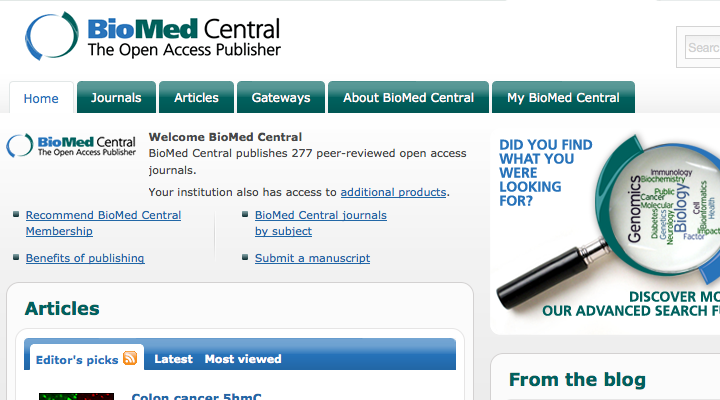 BioMed Central
The Open Access Publisher
Search
Home
Journals
Articles
Gateways
About BioMed Central
My BioMed Central
BioMed Central
The Open Access Publisher
Welcome BioMed Central
BioMed Central publishes 277 peer-reviewed open access
journals.
Your institution also has access to additional products.
Recommend BioMed Central
Membership
BioMed Central journals
by subject
Benefits of publishing
Submit a manuscript
DID YOU FIND
WHAT YOU
WERE
LOOKING
FOR?
Genomics
Immunology
Biochemistry
Public
Cancer
Molecular
Diabetes
Genetics
Neurology
Biology
Cell
Bioinformatics
Health
Factor
Impact
DISCOVER MO
OUR ADVANCED SEARCH FU
Articles
Editor's picks
Latest
Most viewed
Colon cancer 5hmC
From the blog